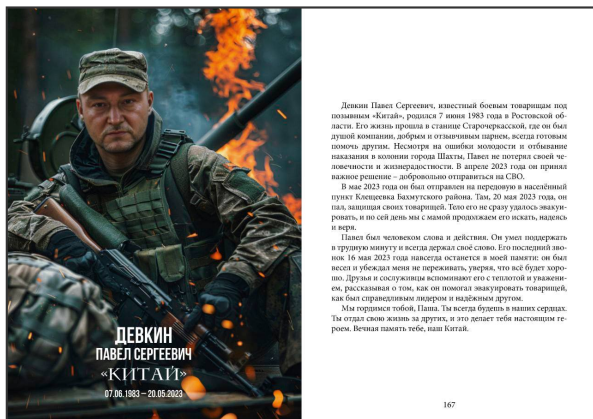 ДЕВКИН
ПАВЕЛ СЕРГЕЕВИЧ
«КИТАЙ»
07.06.1983 – 20.05.2023
Девкин Павел Сергеевич, известный боевым товарищам под
позывным «Китай», родился 7 июня 1983 года в Ростовской об-
ласти. Его жизнь прошла в станице Старочеркасской, где он был
душой компании, добрым и отзывчивым парнем, всегда готовым
помочь другим. Несмотря на ошибки молодости и отбывание
наказания в колонии города Шахты, Павел не потерял своей че-
ловечности и жизнерадости. В апреле 2023 года он принял
важное решение – добровольно отправиться на СВО.
В мае 2023 года он был отправлен на передовую в населённый
пункт Клещеевка Бахмутского района. Там, 20 мая 2023 года, он
пал, защищая своих товарищей. Тело его не сразу удалось эвакуи-
ровать, и по сей день мы с мамой продолжаем его искать, надеясь
и веря.
Павел был человеком слова и действия. Он умел поддержать
в трудную минуту и всегда держал своё слово. Его последний зво-
нок 16 мая 2023 года навсегда останется в моей памяти: он был
весел и убеждал меня не переживать, уверяя, что всё будет хоро-
шо. Друзья и сослуживцы вспоминают его с теплотой и уважени-
ем, рассказывая о том, как он помогал эвакуировать товарищей,
как был справедливым лидером и надёжным другом.
Мы гордимся тобой, Паша. Ты всегда будешь в наших сердцах.
Ты отдал свою жизнь за других, и это делает тебя настоящим ге-
роем. Вечная память тебе, наш Китай.
167